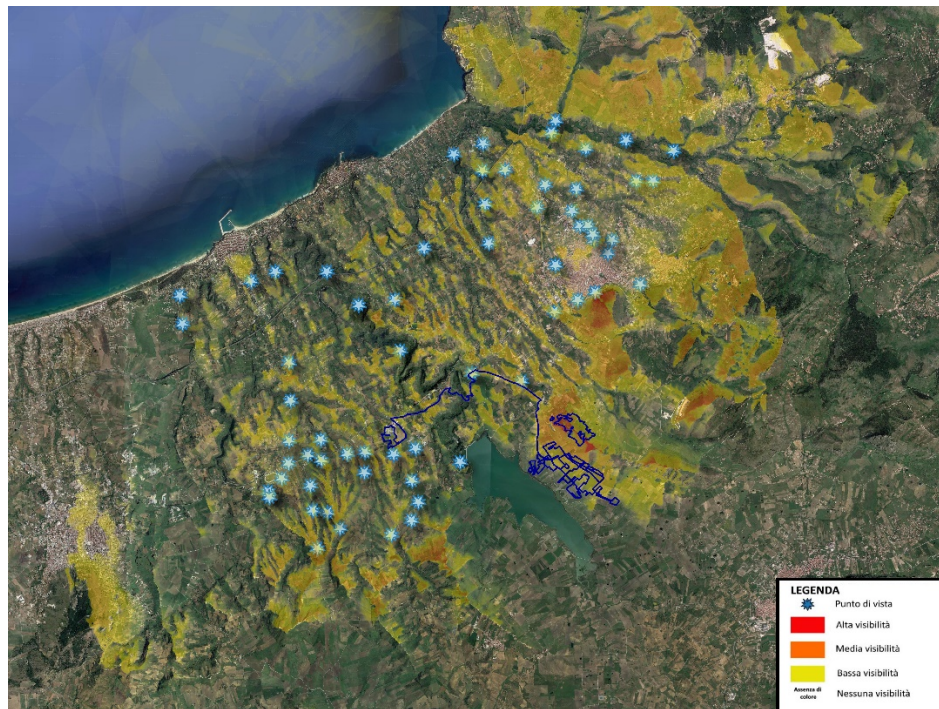 LEGENDA
Punto di vista
Alta visibilità
Media visibilità
Bassa visibilità
Assenza di
colore
Nessuna visibilità